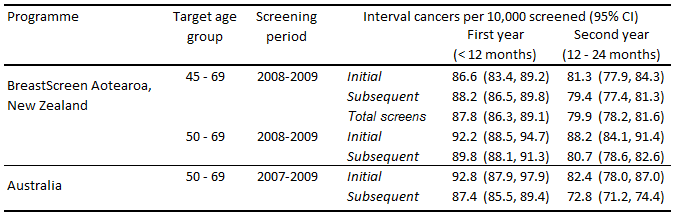 Programme Target age Screening Interval cancers per 10,000 screened (95% CI)
group period First year Second year
(< 12 months) (12 - 24 months)
BreastScreen Aotearoa, 45 - 69 2008-2009 Initial 86.6 (83.4, 89.2) 81.3 (77.9, 84.3)
New Zealand Subsequent 88.2 (86.5, 89.8) 79.4 (77.4, 81.3)
Total screens 87.8 (86.3, 89.1) 79.9 (78.2, 81.6)
50 - 69 2008-2009 Initial 92.2 (88.5, 94.7) 88.2 (84.1, 91.4)
Subsequent 89.8 (88.1, 91.3) 80.7 (78.6, 82.6)
Australia 50 - 69 2007-2009 Initial 92.8 (87.9, 97.9) 82.4 (78.0, 87.0)
Subsequent 87.4 (85.5, 89.4) 72.8 (71.2, 74.4)